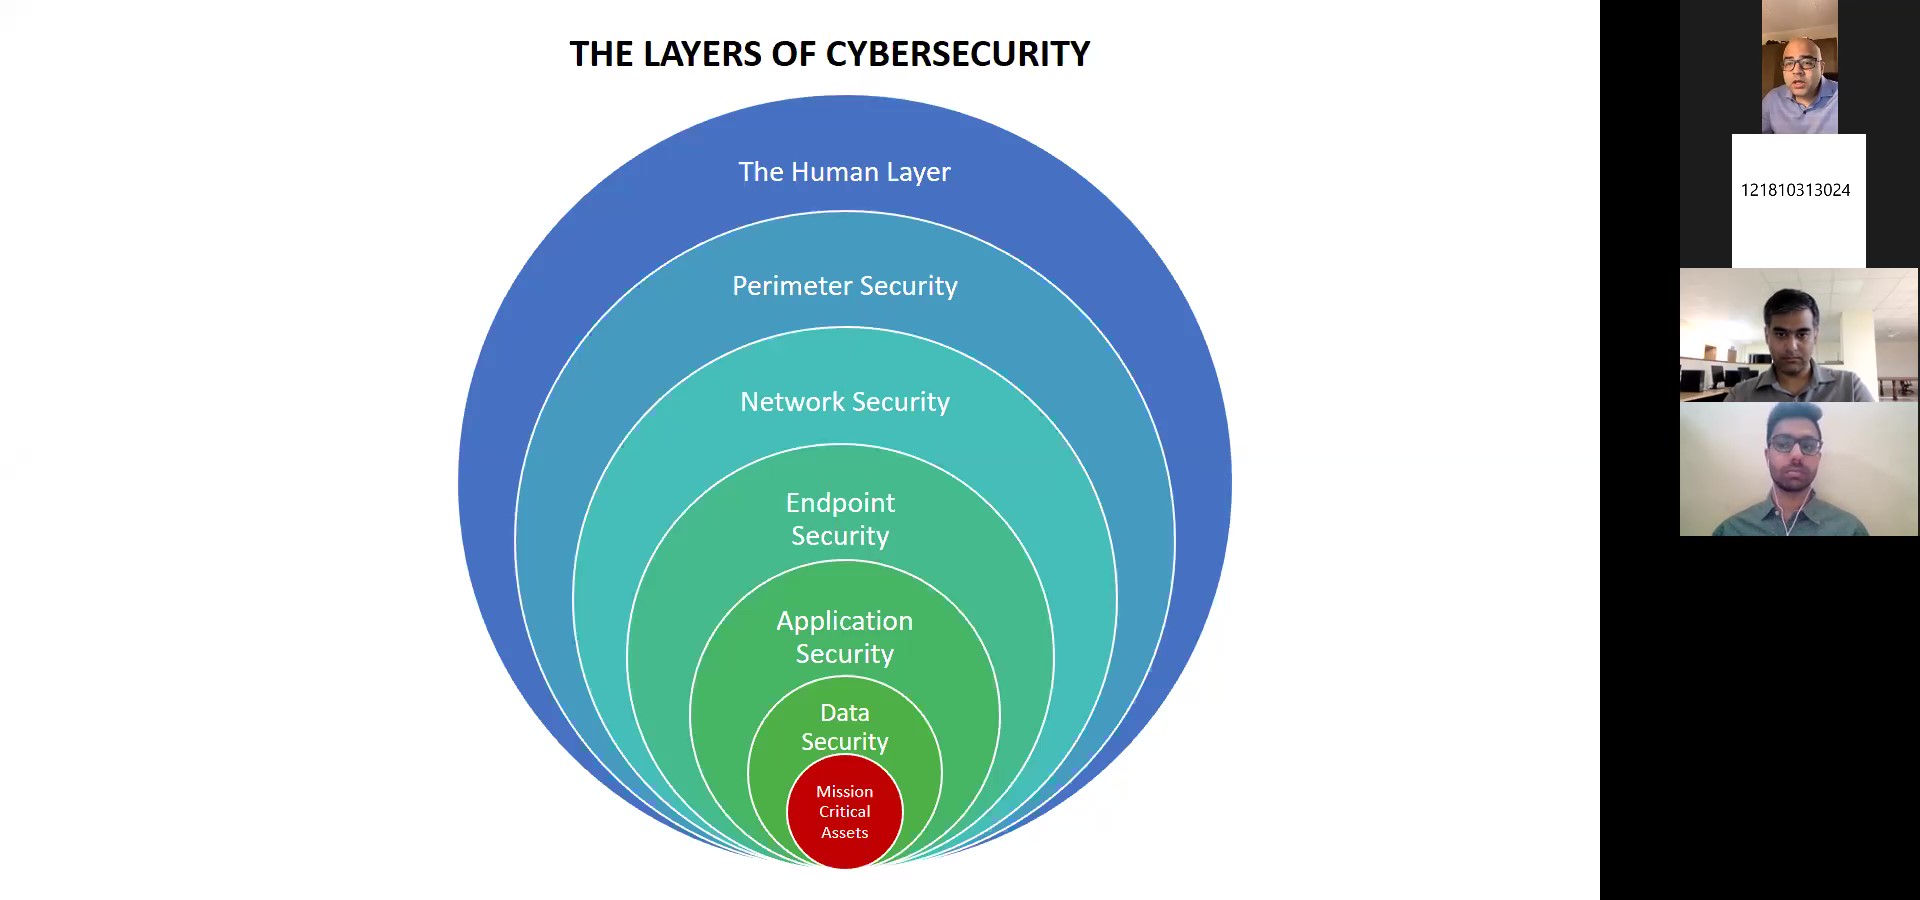 THE LAYERS OF CYBERSECURITY
The Human Layer
Perimeter Security
Network Security
Endpoint
Security
Application
Security
Data
Security
Mission
Critical
Assets
121810313024